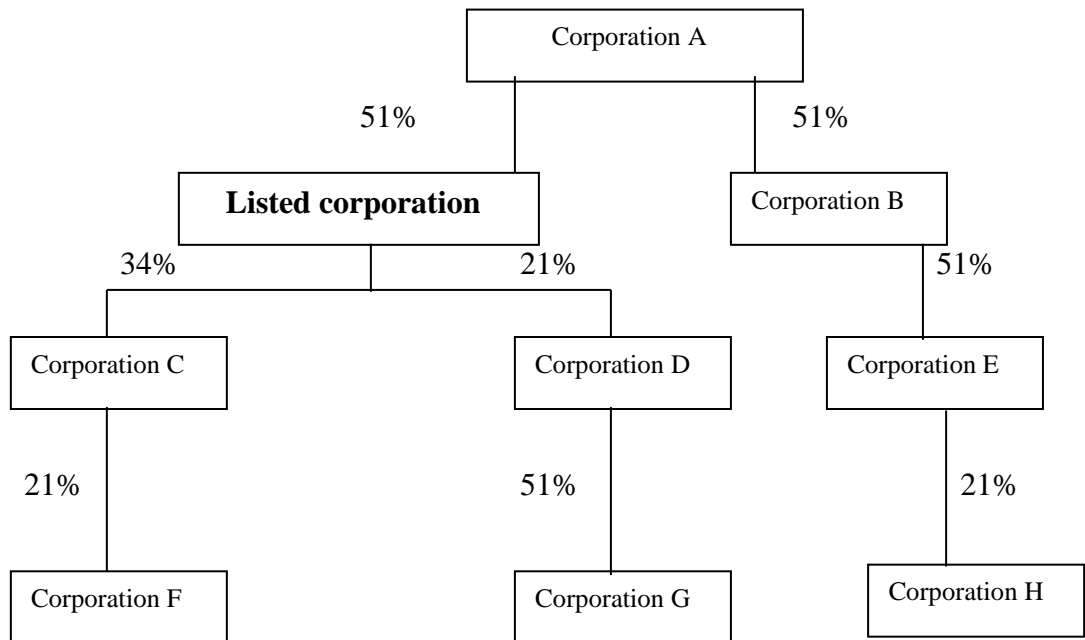 Corporation A
51% 51%
Listed corporation
Corporation B
34% 21% 51%
Corporation C
Corporation D
Corporation E
21% 51% 21%
Corporation F
Corporation G
Corporation H